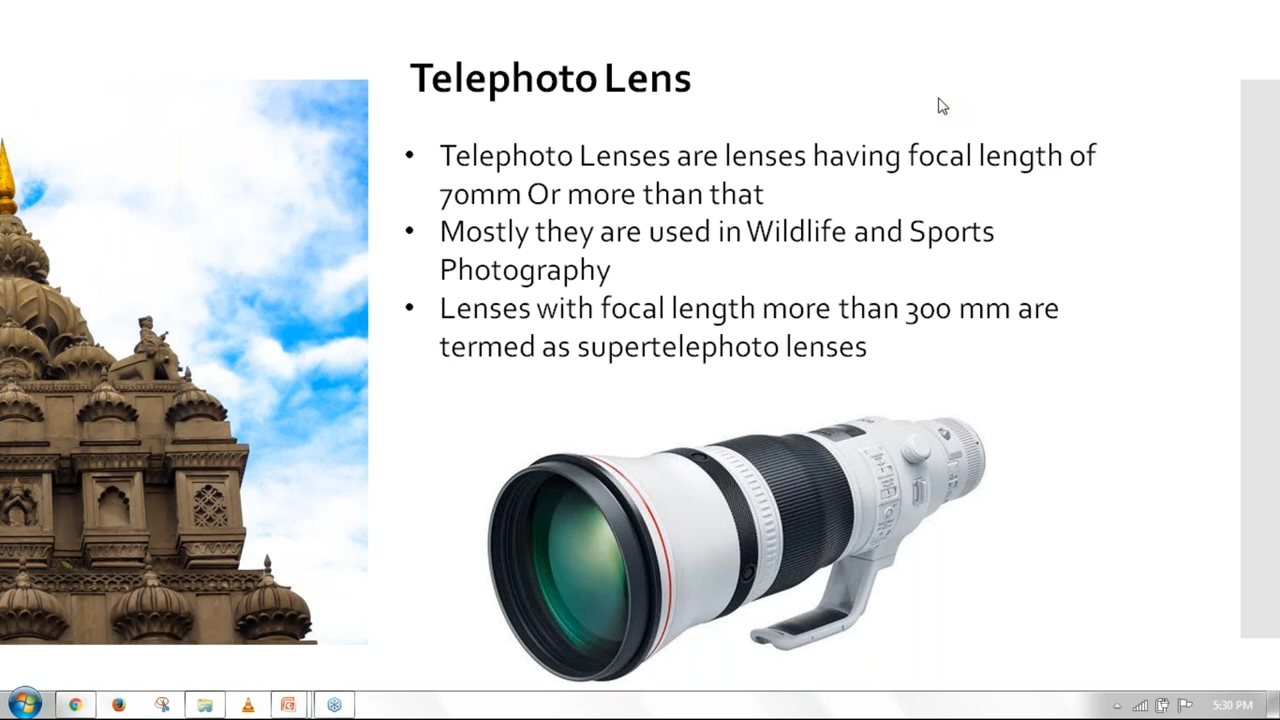 Telephoto Lens
• Telephoto Lenses are lenses having focal length of
70mm Or more than that
• Mostly they are used in Wildlife and Sports
Photography
• Lenses with focal length more than 300 mm are
termed as supertelephoto lenses
5:30 PM